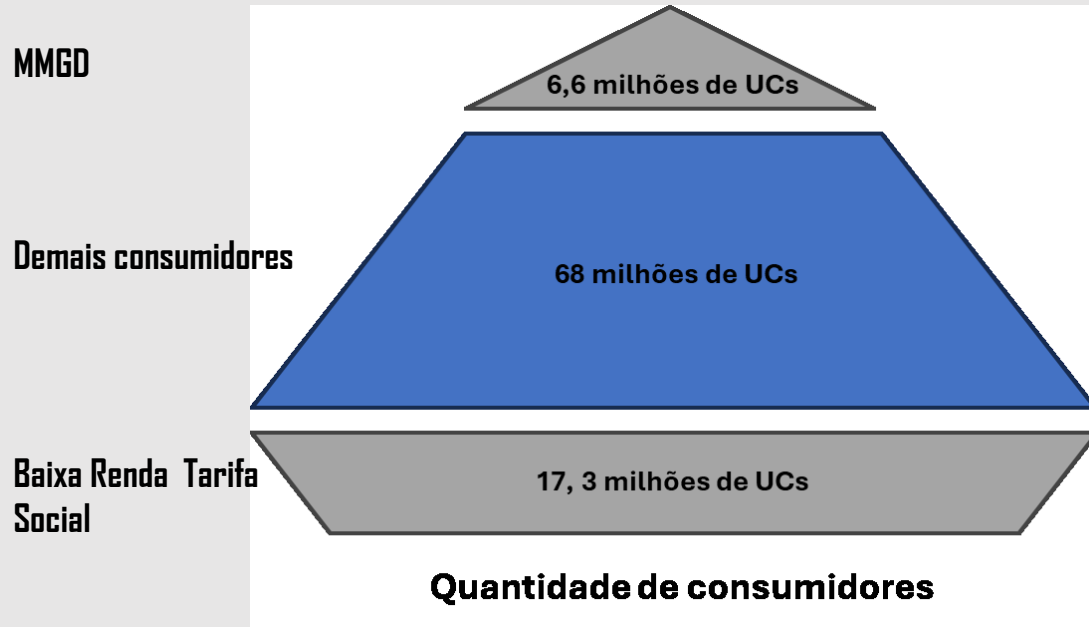 MMGD
6,6 milhões de UCs
Demais consumidores
68 milhões de UCs
Baixa Renda Tarifa
Social
17, 3 milhões de UCs
Quantidade de consumidores